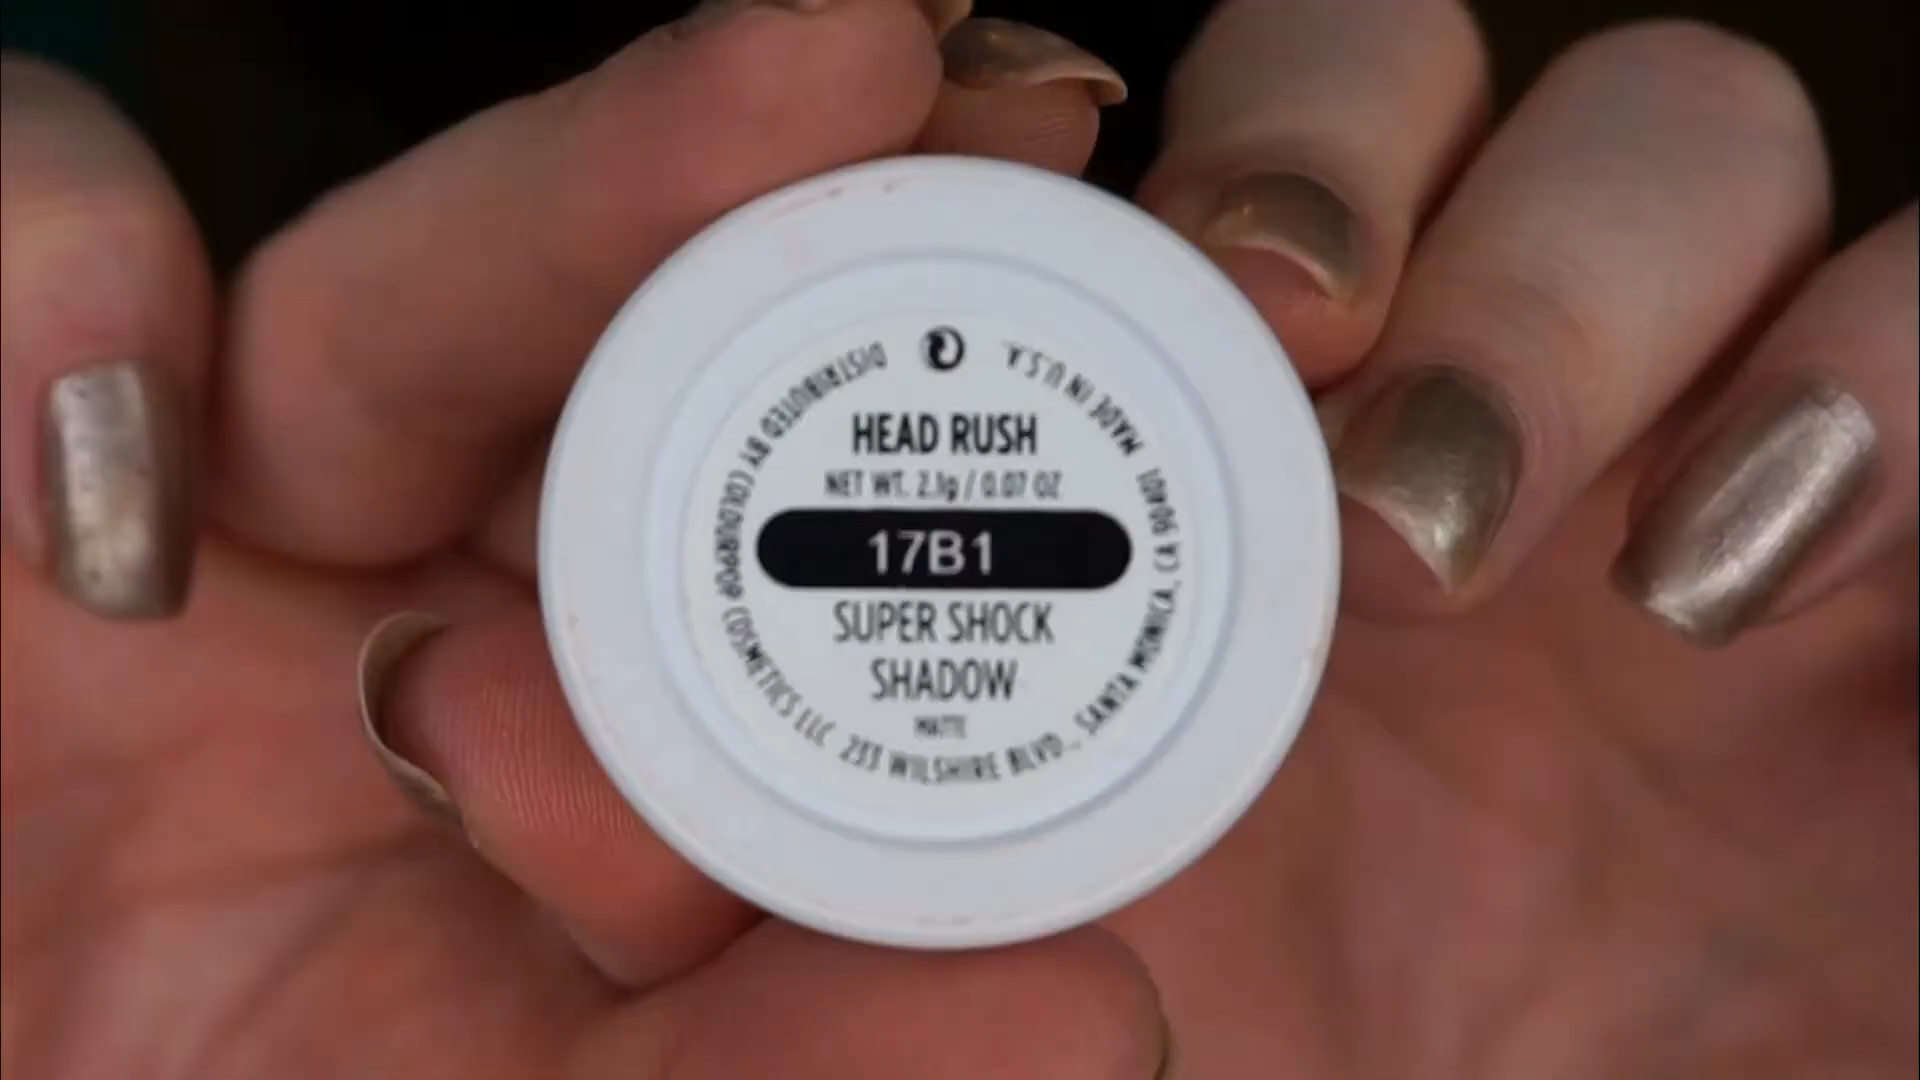 HEAD RUSH
NET WT. 2.1g / 0.07 OZ
17B1
SUPER SHOCK
SHADOW
MATTE
DISTRIBUTED BY COLOURPOP COSMETICS LLC 233 WILSHIRE BLVD., SANTA MONICA, CA 90401 MADE IN U.S.A.